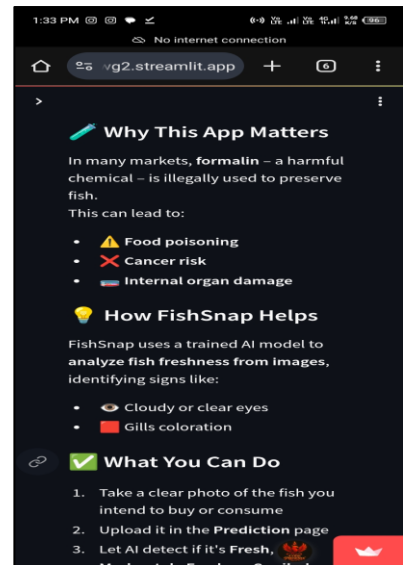 1:33 PM
No internet connection
vg2.streamlit.app
6
Why This App Matters
In many markets, formalin – a harmful
chemical – is illegally used to preserve
fish.
This can lead to:
• Food poisoning
• Cancer risk
• Internal organ damage
How FishSnap Helps
FishSnap uses a trained AI model to
analyze fish freshness from images,
identifying signs like:
• Cloudy or clear eyes
• Gills coloration
What You Can Do
1. Take a clear photo of the fish you
intend to buy or consume
2. Upload it in the Prediction page
3. Let AI detect if it's Fresh,